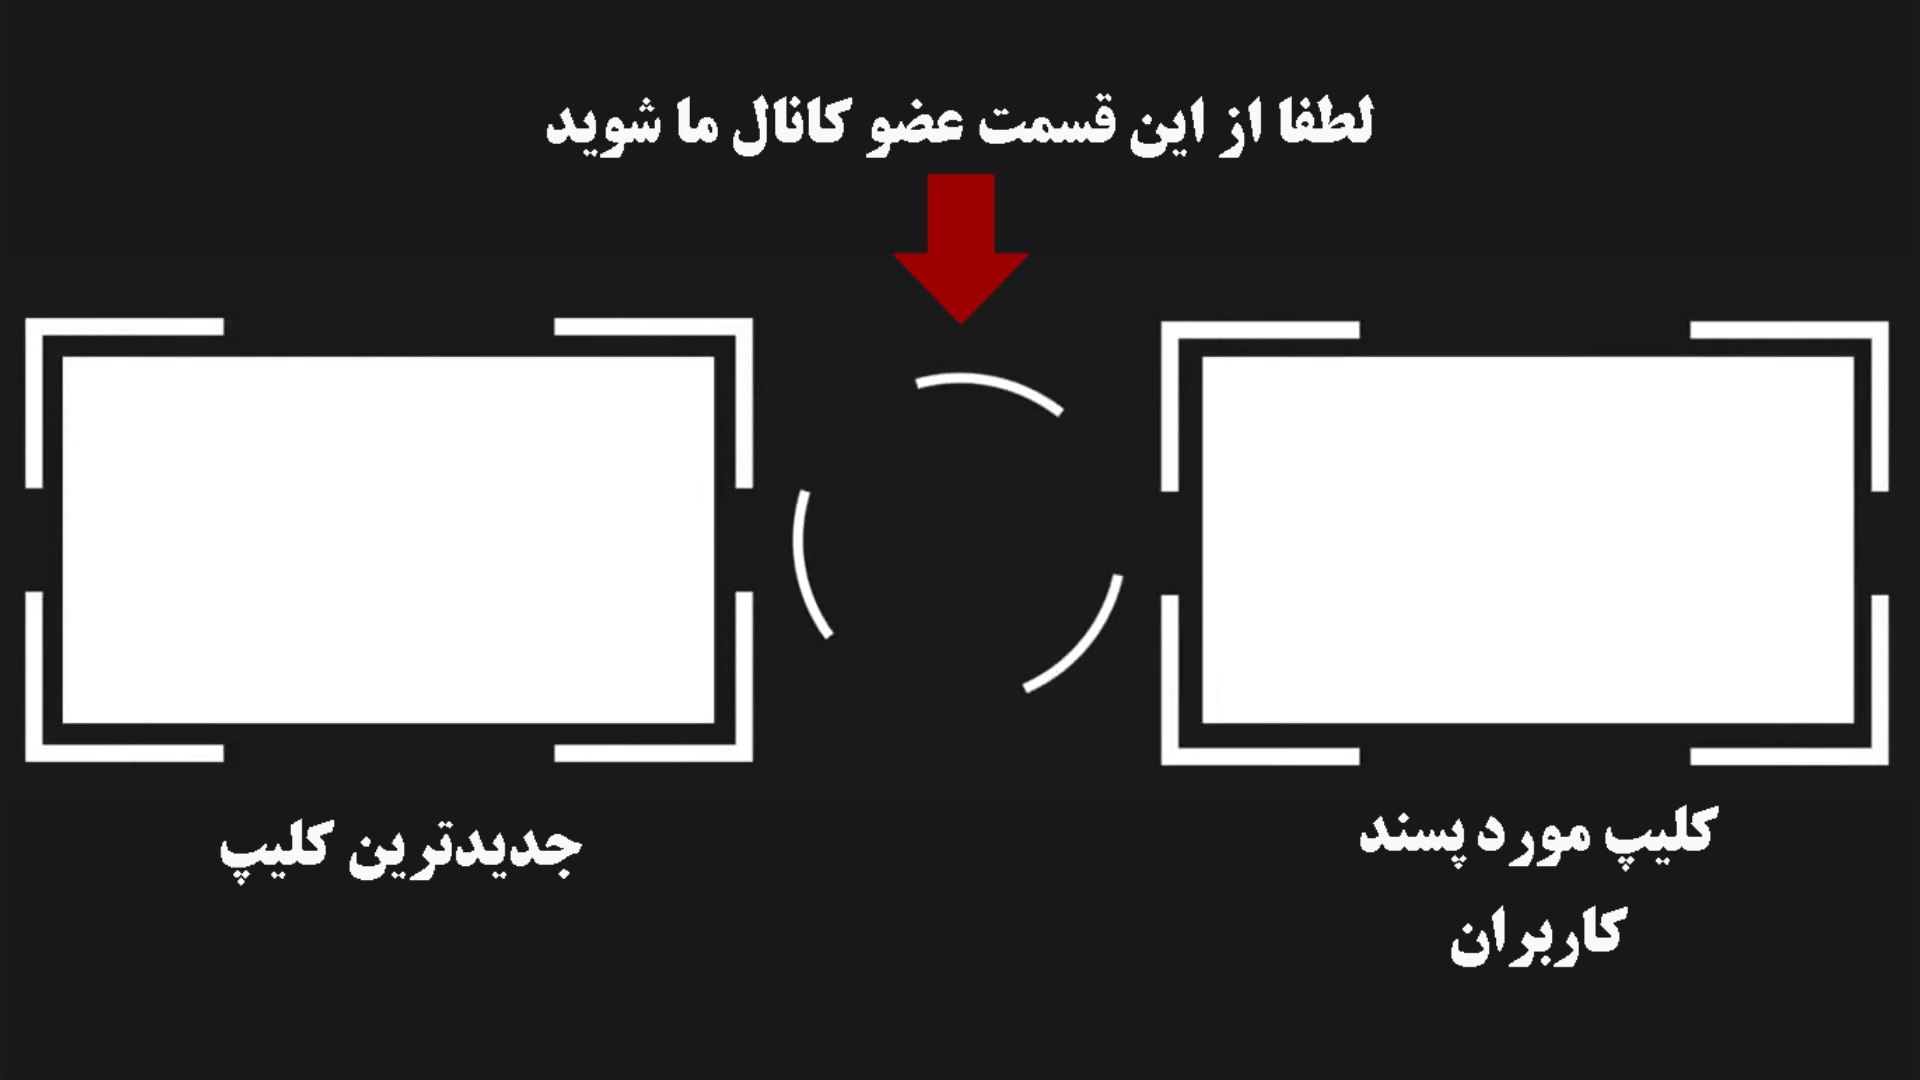 لطفا از این قسمت عضو کانال ما شوید
کلیپ مورد پسند
کاربران
جدیدترین کلیپ